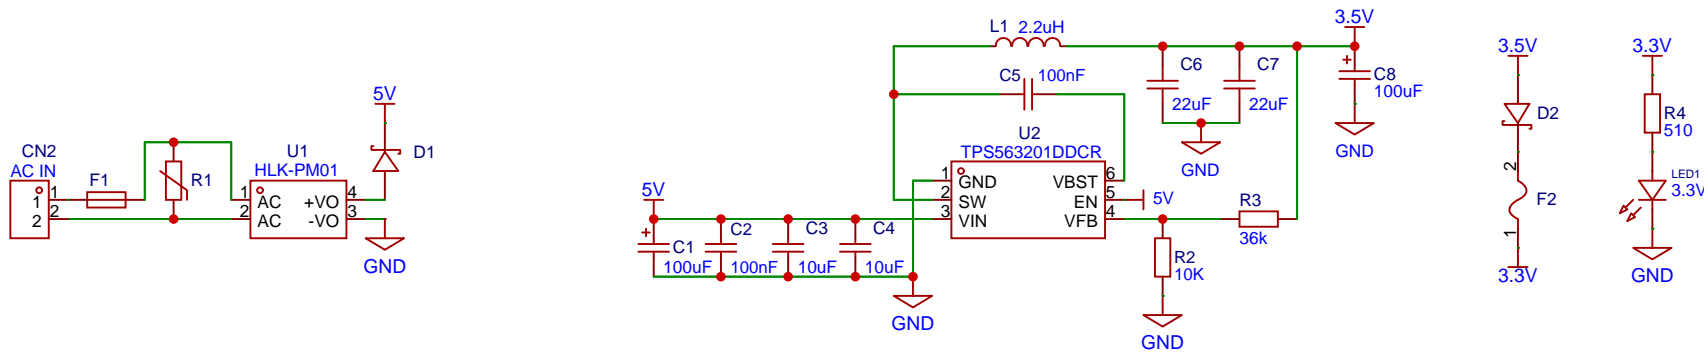 CN2
AC IN
1
1
2
2
F1
R1
U1
HLK-PM01
1
AC
2
AC
+VO
4
-VO
3
5V
D1
GND
5V
C1
100uF
C2
100nF
C3
10uF
C4
10uF
GND
L1
2.2uH
C5
100nF
U2
TPS563201DDCR
1
GND
2
SW
3
VIN
VBST
6
EN
5
VFB
4
5V
R2
10K
GND
R3
36k
C6
22uF
C7
22uF
GND
3.5V
C8
100uF
GND
3.5V
D2
2
F2
1
3.3V
3.3V
R4
510
LED1
3.3V
GND